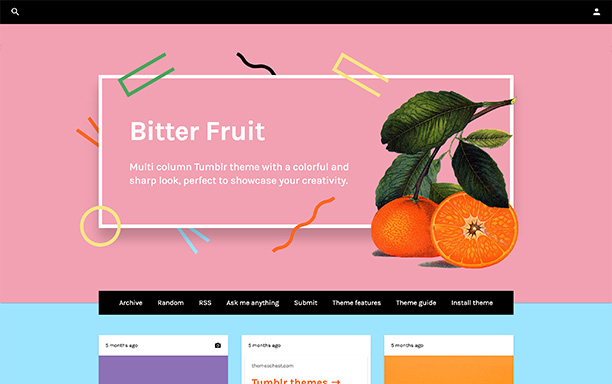 Bitter Fruit
Multi column Tumblr theme with a colorful and
sharp look, perfect to showcase your creativity.
Archive Random RSS Ask me anything Submit Theme features Theme guide Install theme
5 months ago
5 months ago
5 months ago
themeschest.com
Tumblr themes →